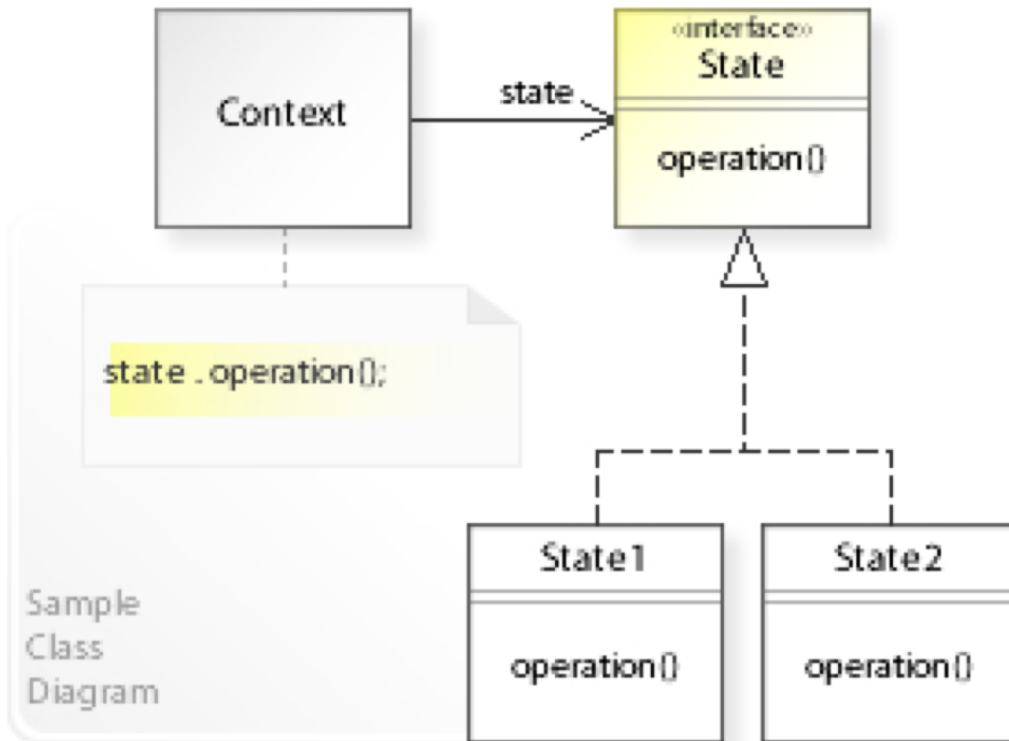 Context
state
«interface»
State
operation()
state . operation();
State1
operation()
State2
operation()
Sample
Class
Diagram